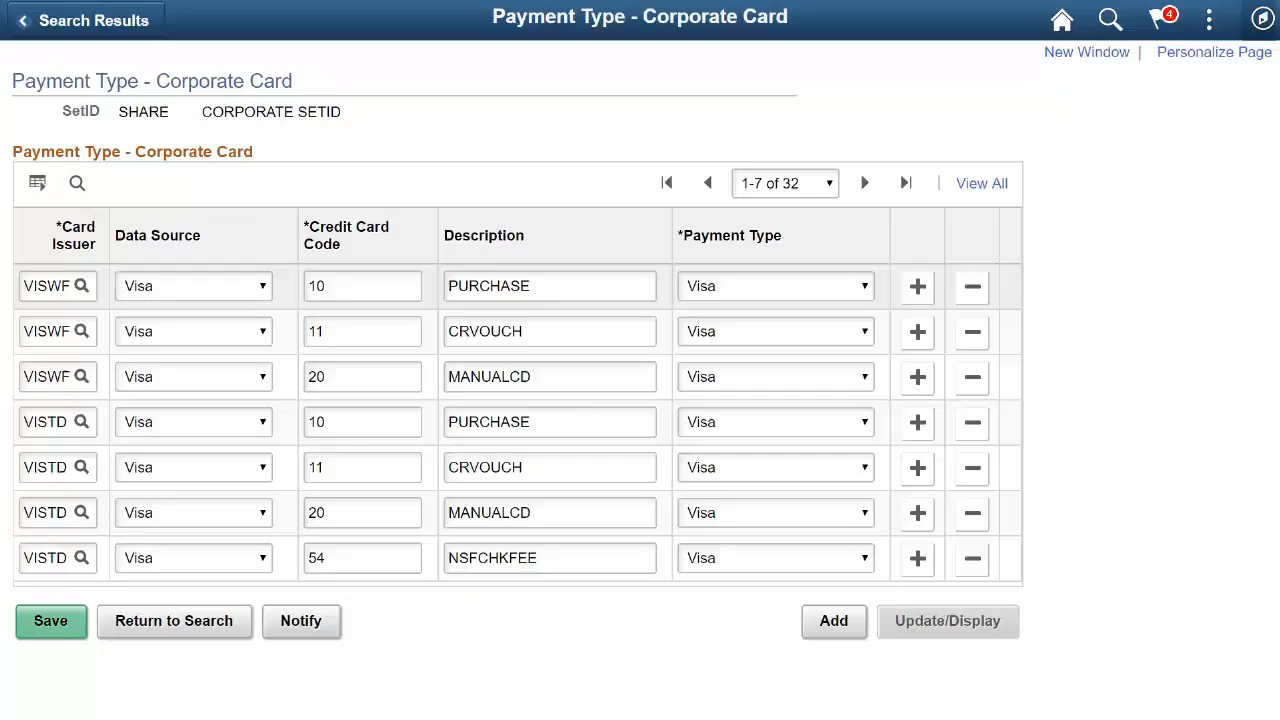 Search Results
Payment Type - Corporate Card
4
New Window | Personalize Page
Payment Type - Corporate Card
SetID SHARE CORPORATE SETID
Payment Type - Corporate Card
1-7 of 32 | View All
*Card Issuer Data Source *Credit Card Code Description *Payment Type
VISWF Visa 10 PURCHASE Visa
VISWF Visa 11 CRVOUCH Visa
VISWF Visa 20 MANUALCD Visa
VISTD Visa 10 PURCHASE Visa
VISTD Visa 11 CRVOUCH Visa
VISTD Visa 20 MANUALCD Visa
VISTD Visa 54 NSFCHKFEE Visa
Save Return to Search Notify Add Update/Display